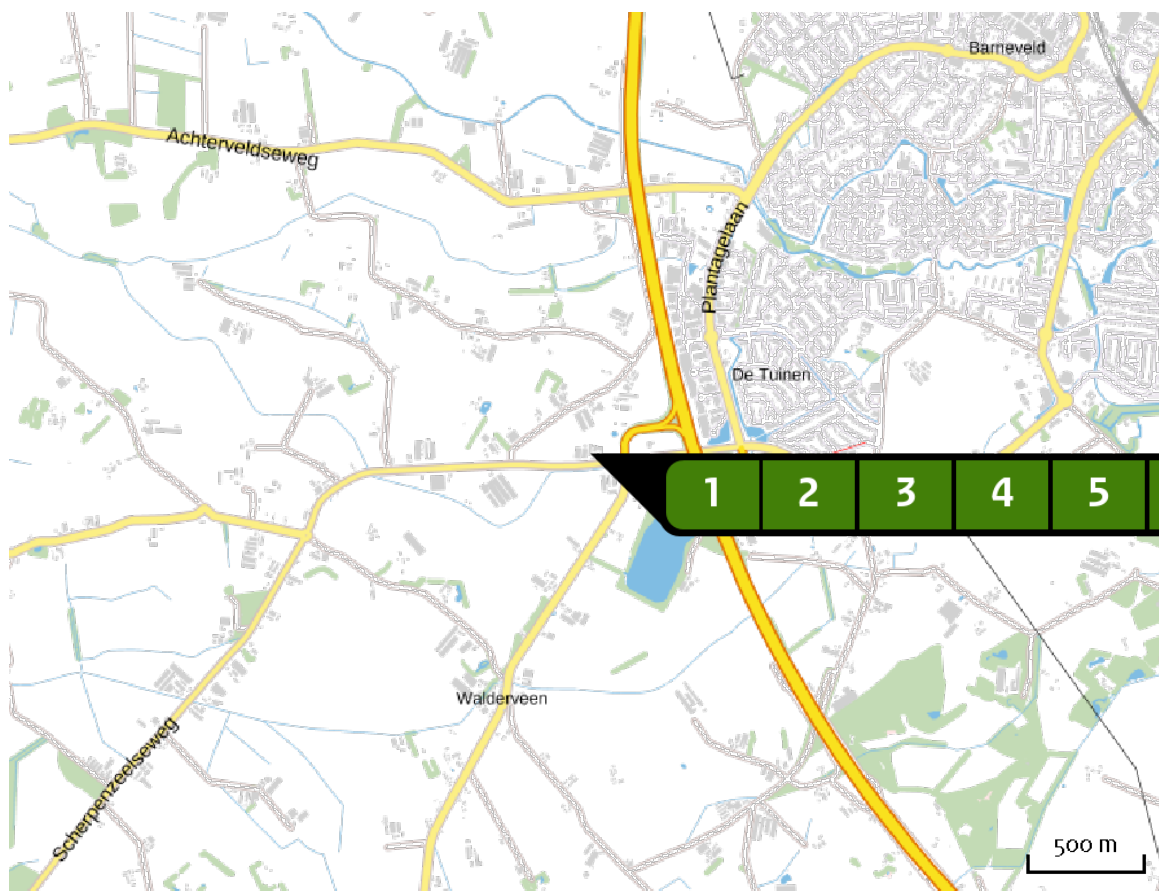 Barneveld
Achterveldseweg
Plantagelaan
De Tuinen
1 2 3 4 5
Walderveen
Scherpenzeelseweg
500 m